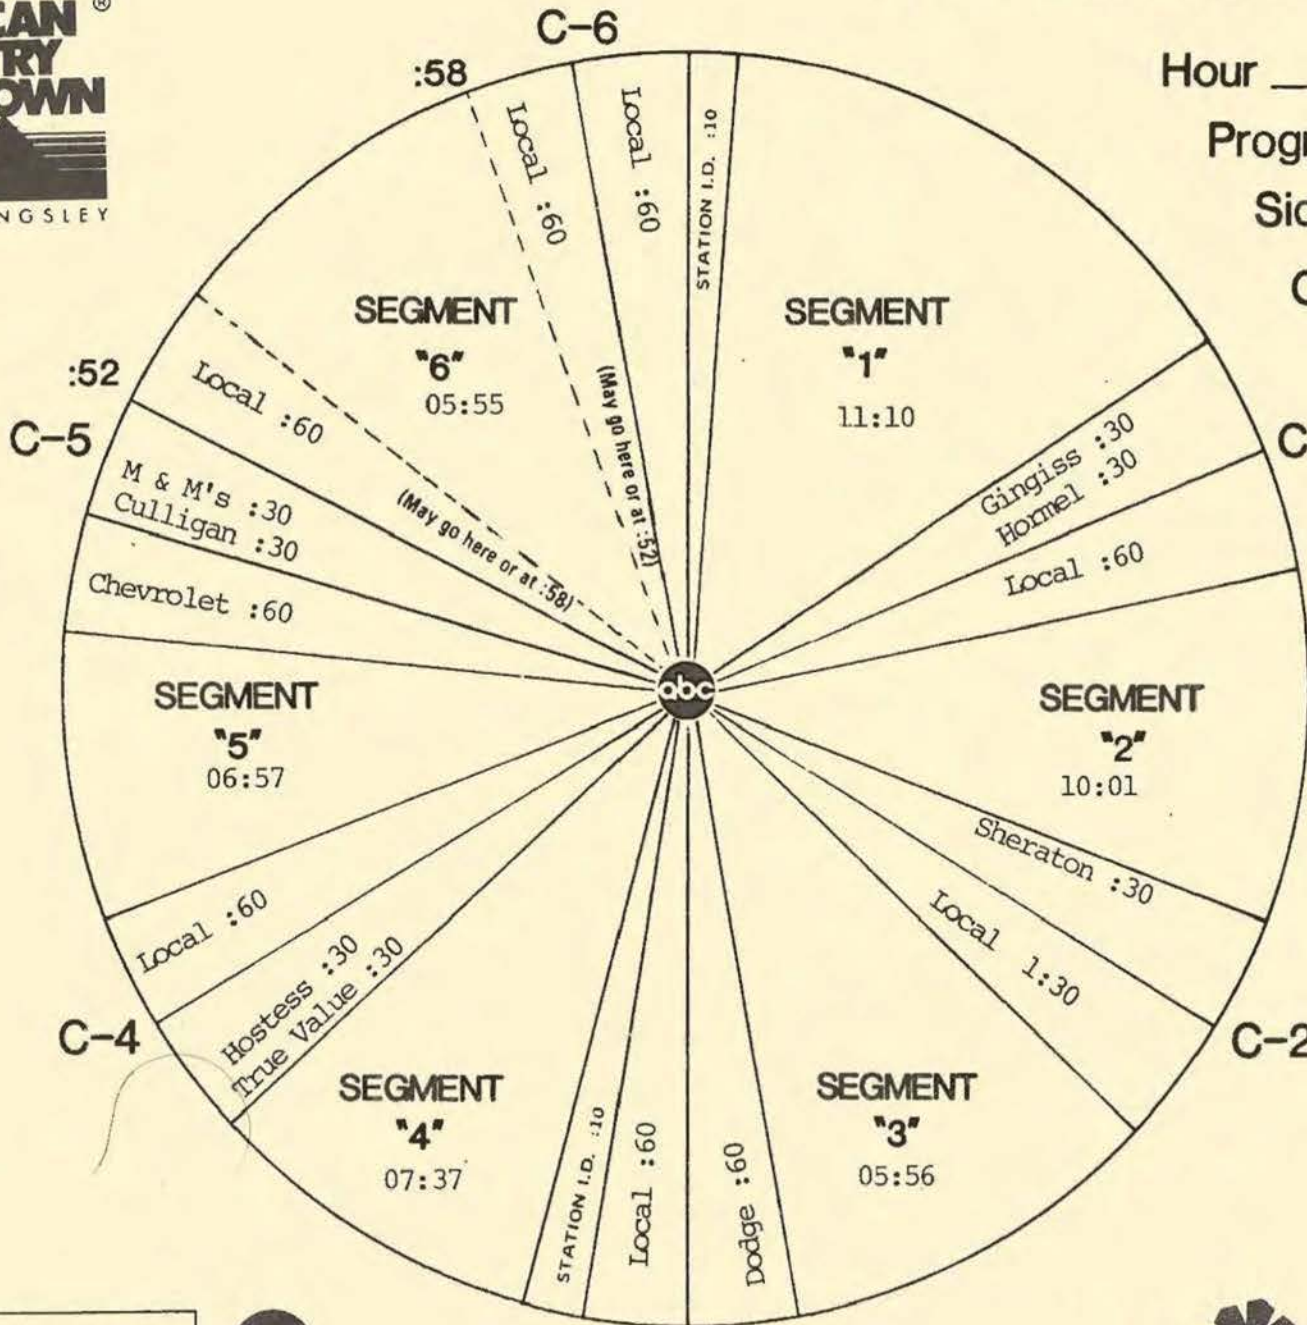 CAN ®
TRY
OWN
NGSLEY
C-6
:58
Hour
Local :60
Local :60
STATION I.D. :10
SEGMENT
"6"
05:55
(May go here or at :52)
SEGMENT
"1"
11:10
:52
C-5
Local :60
(May go here or at :58)
M & M's :30
Culligan :30
Chevrolet :60
Gingiss :30
Hormel :30
Local :60
abc
SEGMENT
"5"
06:57
SEGMENT
"2"
10:01
Sheraton :30
Local 1:30
C-2
Local :60
Hostess :30
True Value :30
C-4
SEGMENT
"4"
07:37
STATION I.D. :10
Local :60
Dodge :60
SEGMENT
"3"
05:56